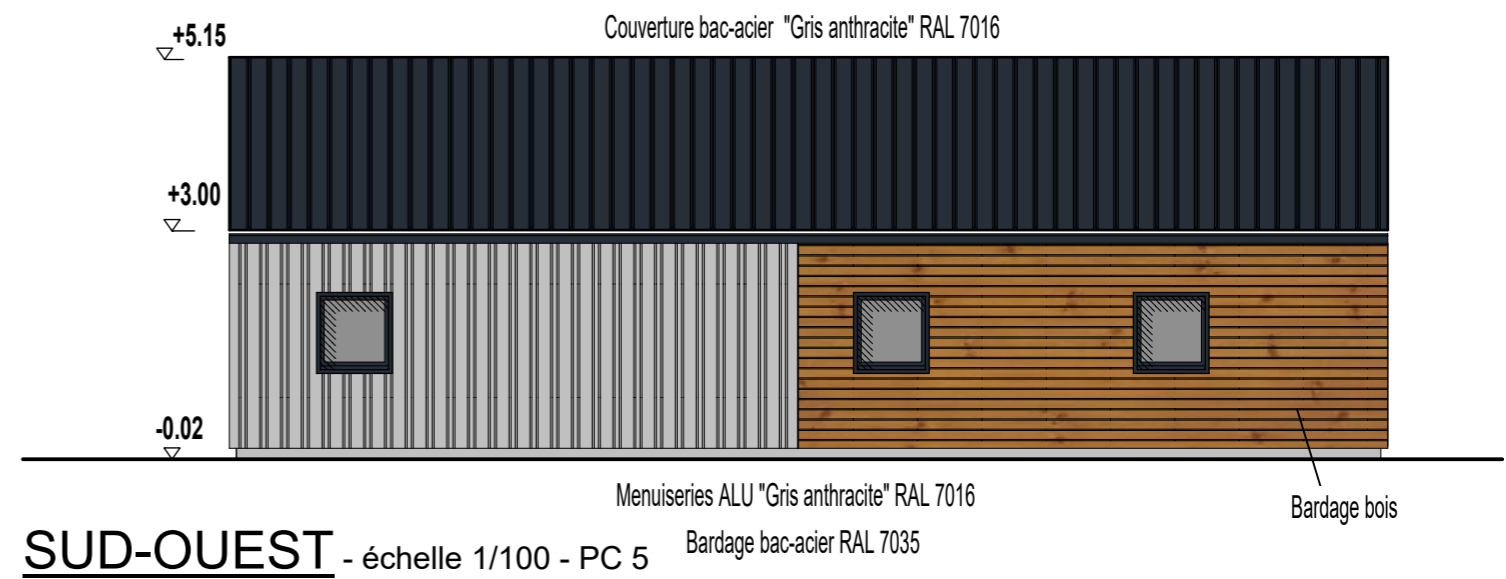 Couverture bac-acier "Gris anthracite" RAL 7016
+5.15
+3.00
-0.02
Menuiseries ALU "Gris anthracite" RAL 7016
Bardage bois
Bardage bac-acier RAL 7035
SUD-OUEST - échelle 1/100 - PC 5